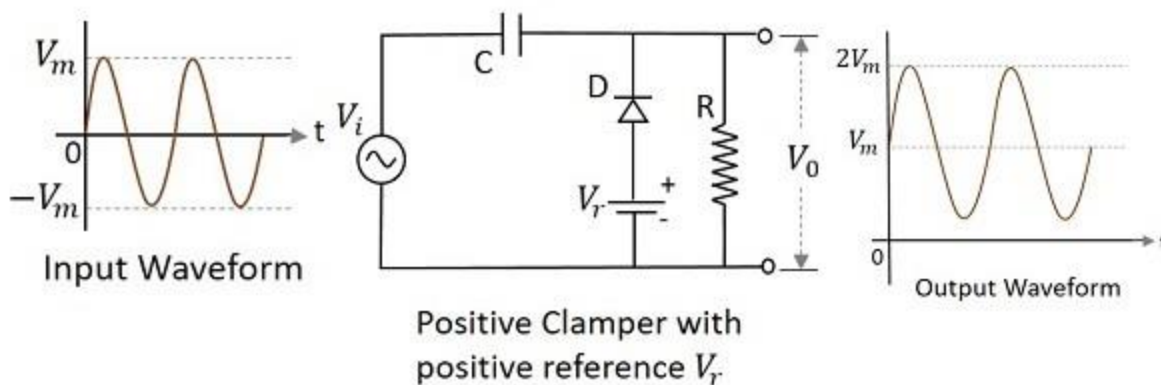 V_m
0
t
−V_m
Input Waveform
V_i
C
D
R
V_r
+
-
V_0
Positive Clamper with
positive reference V_r
2V_m
V_m
0
Output Waveform